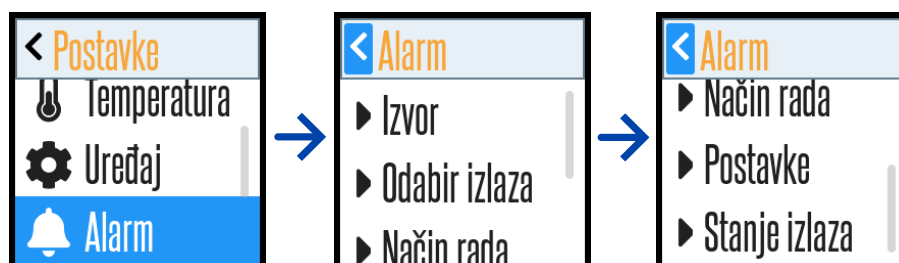 Postavke
Temperatura
Uređaj
Alarm
Alarm
Izvor
Odabir izlaza
Način rada
Alarm
Način rada
Postavke
Stanje izlaza